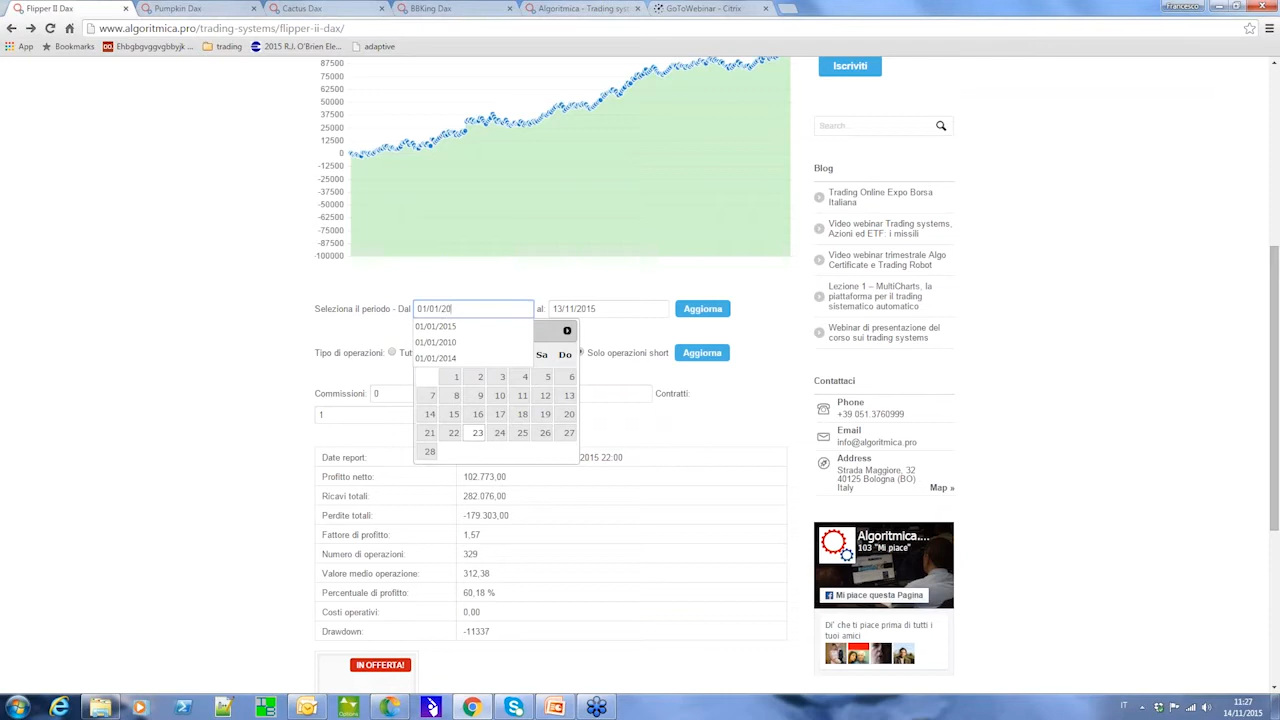 Flipper II Dax
Pumpkin Dax
Cactus Dax
BBKing Dax
Algoritmica - Trading sys
GoToWebinar - Citrix
Francesco
www.algoritmica.pro/trading-systems/flipper-ii-dax/
App
Bookmarks
Ehbgbgvggvgbbyjk ...
trading
2015 R.J. O'Brien Ele...
adaptive
87500
75000
62500
50000
37500
25000
12500
0
-12500
-25000
-37500
-50000
-62500
-75000
-87500
-100000
Iscriviti
Search...
Blog
Trading Online Expo Borsa
Italiana
Video webinar Trading systems,
Azioni ed ETF: i missili
Video webinar trimestrale Algo
Certificate e Trading Robot
Lezione 1 – MultiCharts, la
piattaforma per il trading
sistematico automatico
Webinar di presentazione del
corso sui trading systems
Contattaci
Phone
+39 051.3760999
Email
info@algoritmica.pro
Address
Strada Maggiore, 32
40125 Bologna (BO)
Italy
Map »
Seleziona il periodo - Dal 01/01/20 al: 13/11/2015 Aggiorna
01/01/2015
01/01/2010
01/01/2014
Sa Do
1 2 3 4 5 6
7 8 9 10 11 12 13
14 15 16 17 18 19 20
21 22 23 24 25 26 27
28
Tipo di operazioni: Tut
Solo operazioni short Aggiorna
Commissioni: 0
Contratti:
1
Date report: 2015 22:00
Profitto netto: 102.773,00
Ricavi totali: 282.076,00
Perdite totali: -179.303,00
Fattore di profitto: 1,57
Numero di operazioni: 329
Valore medio operazione: 312,38
Percentuale di profitto: 60,18 %
Costi operativi: 0,00
Drawdown: -11337
IN OFFERTA!
Algoritmica....
103 "Mi piace"
Mi piace questa Pagina
Di' che ti piace prima di tutti i
tuoi amici
Options
IT
11:27
14/11/2015